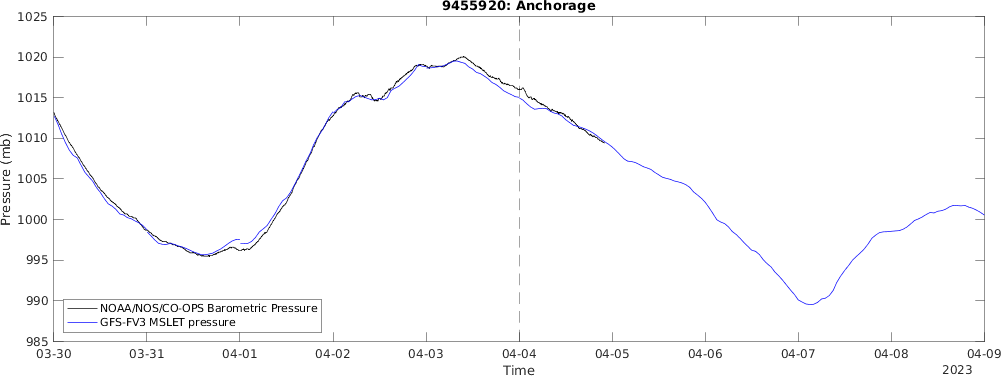 9455920: Anchorage
1025
1020
1015
1010
1005
1000
995
990
985
Pressure (mb)
NOAA/NOS/CO-OPS Barometric Pressure
GFS-FV3 MSLET pressure
03-30 03-31 04-01 04-02 04-03 04-04 04-05 04-06 04-07 04-08 04-09
Time
2023